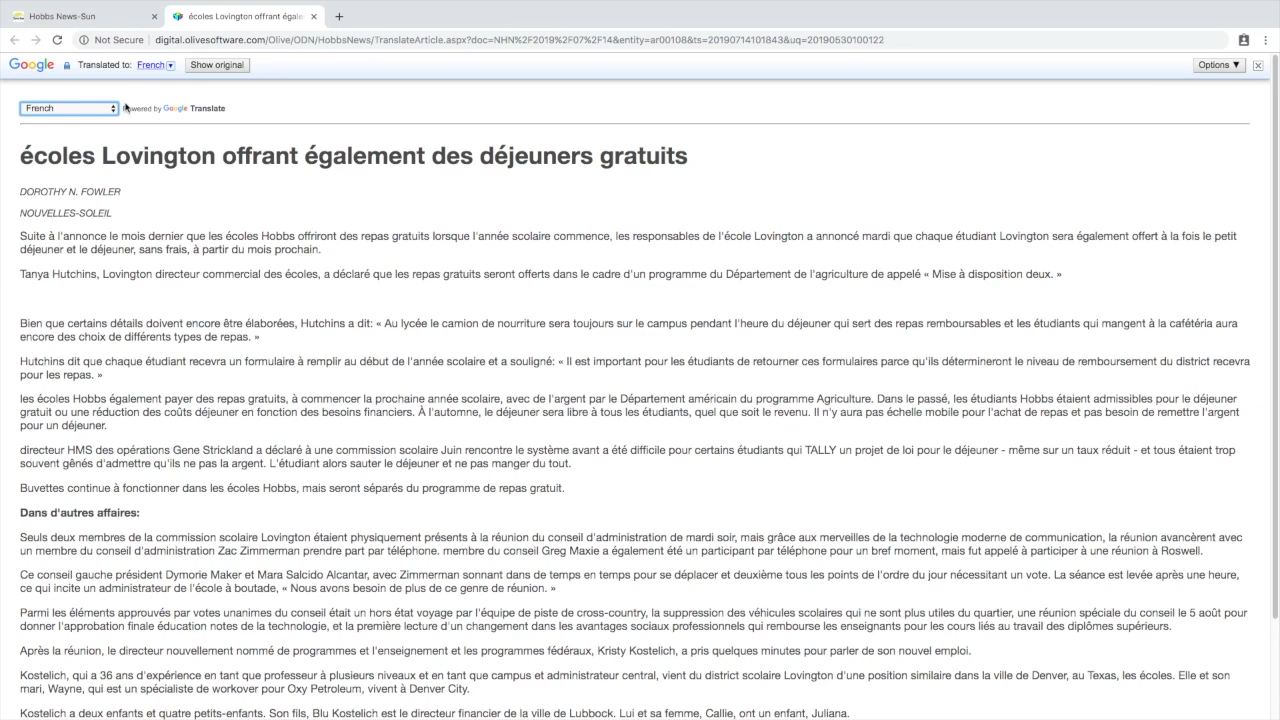 Hobbs News-Sun
écoles Lovington offrant égale
Not Secure
digital.olivesoftware.com/Olive/ODN/HobbsNews/TranslateArticle.aspx?doc=NHN%2F2019%2F07%2F14&entity=ar00108&ts=20190714101843&uq=20190530100122
Google Translated to: French Show original Options ▼
French Powered by Google Translate
écoles Lovington offrant également des déjeuners gratuits
DOROTHY N. FOWLER
NOUVELLES-SOLEIL
Suite à l'annonce le mois dernier que les écoles Hobbs offriront des repas gratuits lorsque l'année scolaire commence, les responsables de l'école Lovington a annoncé mardi que chaque étudiant Lovington sera également offert à la fois le petit
déjeuner et le déjeuner, sans frais, à partir du mois prochain.
Tanya Hutchins, Lovington directeur commercial des écoles, a déclaré que les repas gratuits seront offerts dans le cadre d'un programme du Département de l'agriculture de appelé « Mise à disposition deux. »
Bien que certains détails doivent encore être élaborées, Hutchins a dit: « Au lycée le camion de nourriture sera toujours sur le campus pendant l'heure du déjeuner qui sert des repas remboursables et les étudiants qui mangent à la cafétéria aura
encore des choix de différents types de repas. »
Hutchins dit que chaque étudiant recevra un formulaire à remplir au début de l'année scolaire et a souligné: « Il est important pour les étudiants de retourner ces formulaires parce qu'ils détermineront le niveau de remboursement du district recevra
pour les repas. »
les écoles Hobbs également payer des repas gratuits, à commencer la prochaine année scolaire, avec de l'argent par le Département américain du programme Agriculture. Dans le passé, les étudiants Hobbs étaient admissibles pour le déjeuner
gratuit ou une réduction des coûts déjeuner en fonction des besoins financiers. À l'automne, le déjeuner sera libre à tous les étudiants, quel que soit le revenu. Il n'y aura pas échelle mobile pour l'achat de repas et pas besoin de remettre l'argent
pour un déjeuner.
directeur HMS des opérations Gene Strickland a déclaré à une commission scolaire Juin rencontre le système avant a été difficile pour certains étudiants qui TALLY un projet de loi pour le déjeuner - même sur un taux réduit - et tous étaient trop
souvent gênés d'admettre qu'ils ne pas la argent. L'étudiant alors sauter le déjeuner et ne pas manger du tout.
Buvettes continue à fonctionner dans les écoles Hobbs, mais seront séparés du programme de repas gratuit.
Dans d'autres affaires:
Seuls deux membres de la commission scolaire Lovington étaient physiquement présents à la réunion du conseil d'administration de mardi soir, mais grâce aux merveilles de la technologie moderne de communication, la réunion avancèrent avec
un membre du conseil d'administration Zac Zimmerman prendre part par téléphone. membre du conseil Greg Maxie a également été un participant par téléphone pour un bref moment, mais fut appelé à participer à une réunion à Roswell.
Ce conseil gauche président Dymorie Maker et Mara Salcido Alcantar, avec Zimmerman sonnant dans de temps en temps pour se déplacer et deuxième tous les points de l'ordre du jour nécessitant un vote. La séance est levée après une heure,
ce qui incite un administrateur de l'école à boutade, « Nous avons besoin de plus de ce genre de réunion. »
Parmi les éléments approuvés par votes unanimes du conseil était un hors état voyage par l'équipe de piste de cross-country, la suppression des véhicules scolaires qui ne sont plus utiles du quartier, une réunion spéciale du conseil le 5 août pour
donner l'approbation finale éducation notes de la technologie, et la première lecture d'un changement dans les avantages sociaux professionnels qui rembourse les enseignants pour les cours liés au travail des diplômes supérieurs.
Après la réunion, le directeur nouvellement nommé de programmes et l'enseignement et les programmes fédéraux, Kristy Kostelich, a pris quelques minutes pour parler de son nouvel emploi.
Kostelich, qui a 36 ans d'expérience en tant que professeur à plusieurs niveaux et en tant que campus et administrateur central, vient du district scolaire Lovington d'une position similaire dans la ville de Denver, au Texas, les écoles. Elle et son
mari, Wayne, qui est un spécialiste de workover pour Oxy Petroleum, vivent à Denver City.
Kostelich a deux enfants et quatre petits-enfants. Son fils, Blu Kostelich est le directeur financier de la ville de Lubbock. Lui et sa femme, Callie, ont un enfant, Juliana.